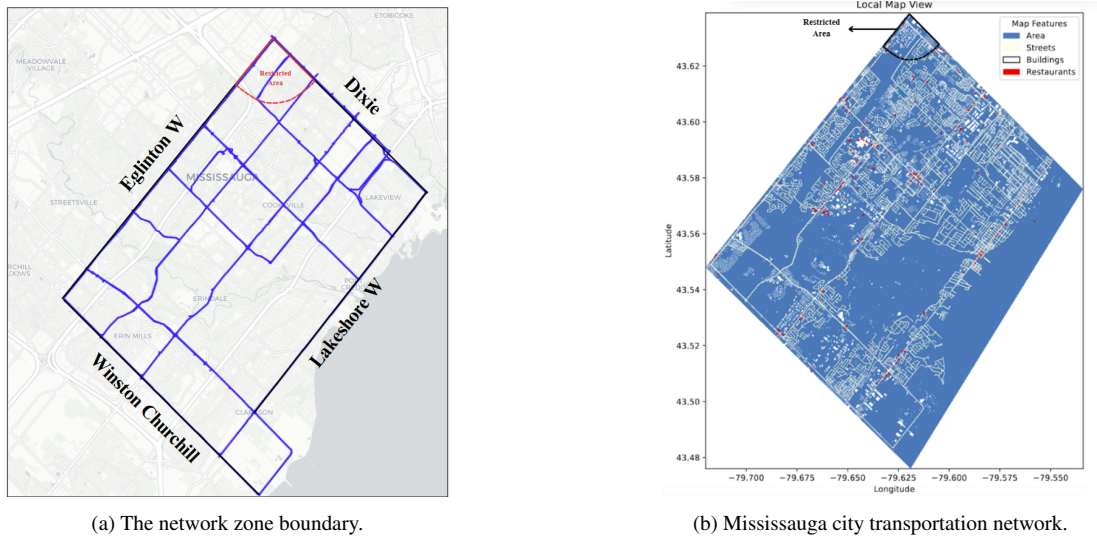 ETOBICOKE
MEADOWVALE
VILLAGE
Restricted
Area
Dixie
Eglinton W
MISSISSAUGA
STREETSVILLE
LAKEVIEW
ERINDALE
Lakeshore W
ERIN MILLS
Winston Churchill
(a) The network zone boundary.
Local Map View
Restricted
Area
Map Features
Area
Streets
Buildings
Restaurants
Latitude
43.62
43.60
43.58
43.56
43.54
43.52
43.50
43.48
−79.700
−79.675
−79.650
−79.625
−79.600
−79.575
−79.550
Longitude
(b) Mississauga city transportation network.